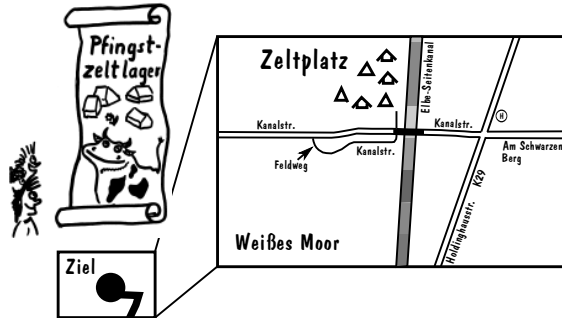 Pfingst-
zeltlager
Zeltplatz
Elbe-Seitenkanal
H
Kanalstr.
Kanalstr.
Kanalstr.
Feldweg
Am Schwarzen
Berg
Holdinghausstr. K29
Weißes Moor
Ziel